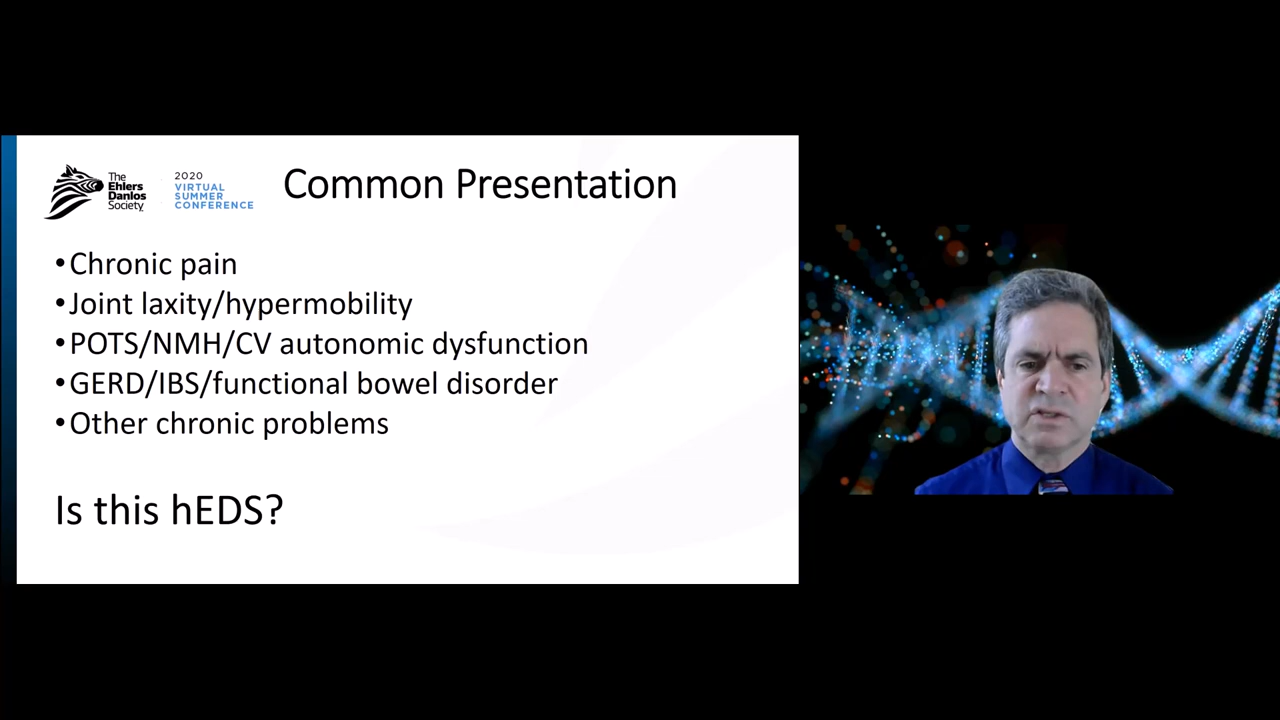 The
Ehlers
Danlos
Society
2020
VIRTUAL
SUMMER
CONFERENCE
Common Presentation
•Chronic pain
•Joint laxity/hypermobility
•POTS/NMH/CV autonomic dysfunction
•GERD/IBS/functional bowel disorder
•Other chronic problems
Is this hEDS?